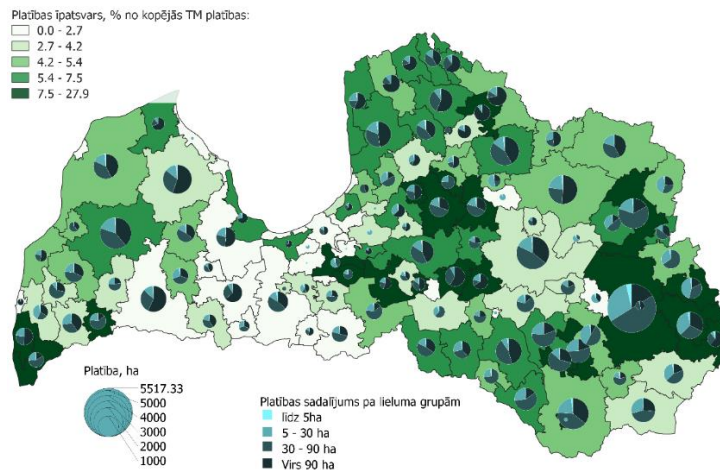 Platības īpatsvars, % no kopējās TM platības:
0.0 - 2.7
2.7 - 4.2
4.2 - 5.4
5.4 - 7.5
7.5 - 27.9
Platība, ha
5517.33
5000
4000
3000
2000
1000
Platības sadalījums pa lieluma grupām
līdz 5ha
5 - 30 ha
30 - 90 ha
Virs 90 ha